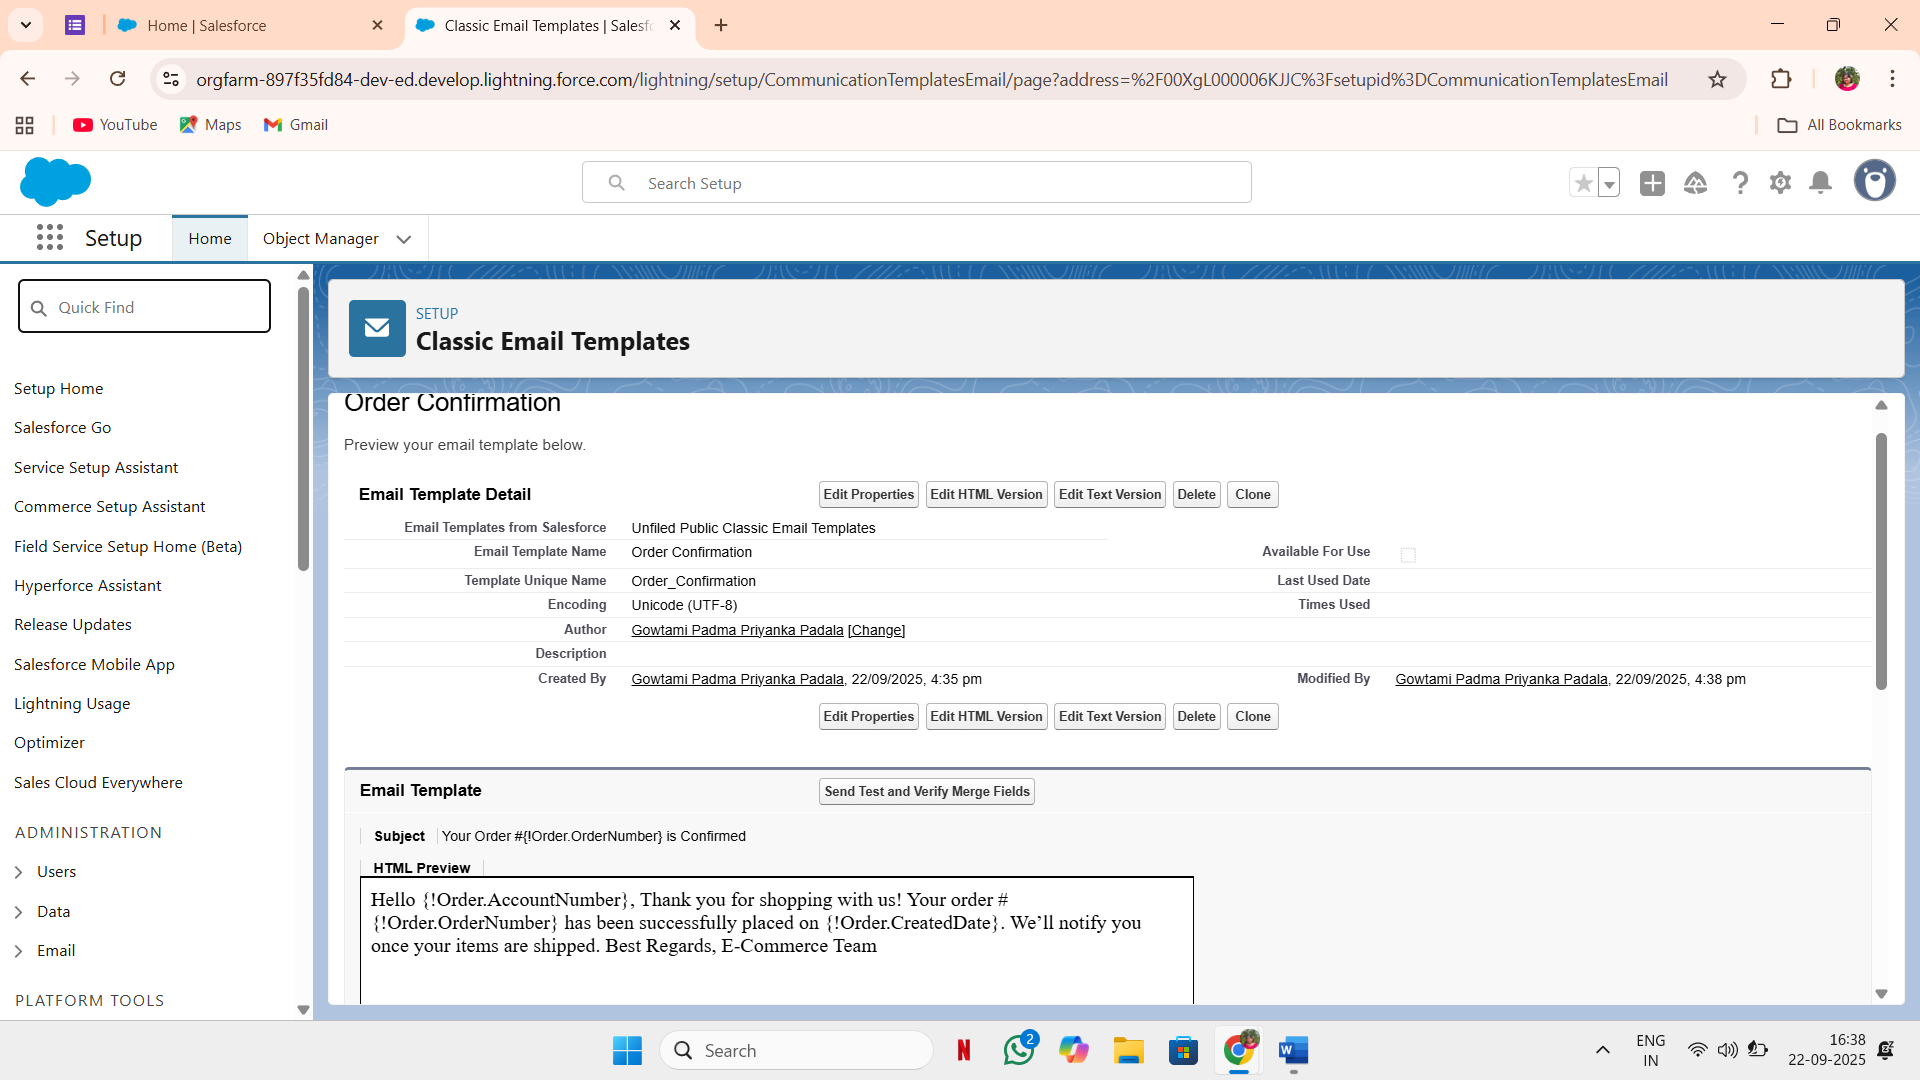 Home | Salesforce
Classic Email Templates | Salesfo
orgfarm-897f35fd84-dev-ed.develop.lightning.force.com/lightning/setup/CommunicationTemplatesEmail/page?address=%2F00XgL000006KJJC%3Fsetupid%3DCommunicationTemplatesEmail
YouTube
Maps
Gmail
All Bookmarks
Search Setup
Setup
Home
Object Manager
Quick Find
Setup Home
Salesforce Go
Service Setup Assistant
Commerce Setup Assistant
Field Service Setup Home (Beta)
Hyperforce Assistant
Release Updates
Salesforce Mobile App
Lightning Usage
Optimizer
Sales Cloud Everywhere
ADMINISTRATION
Users
Data
Email
PLATFORM TOOLS
SETUP
Classic Email Templates
Order Confirmation
Preview your email template below.
Email Template Detail
Edit Properties Edit HTML Version Edit Text Version Delete Clone
Email Templates from Salesforce Unfiled Public Classic Email Templates
Email Template Name Order Confirmation Available For Use
Template Unique Name Order_Confirmation Last Used Date
Encoding Unicode (UTF-8) Times Used
Author Gowtami Padma Priyanka Padala [Change]
Description
Created By Gowtami Padma Priyanka Padala, 22/09/2025, 4:35 pm Modified By Gowtami Padma Priyanka Padala, 22/09/2025, 4:38 pm
Edit Properties Edit HTML Version Edit Text Version Delete Clone
Email Template Send Test and Verify Merge Fields
Subject Your Order #{!Order.OrderNumber} is Confirmed
HTML Preview
Hello {!Order.AccountNumber}, Thank you for shopping with us! Your order #
{!Order.OrderNumber} has been successfully placed on {!Order.CreatedDate}. We’ll notify you
once your items are shipped. Best Regards, E-Commerce Team
Search
N
2
W
ENG
IN
16:38
22-09-2025